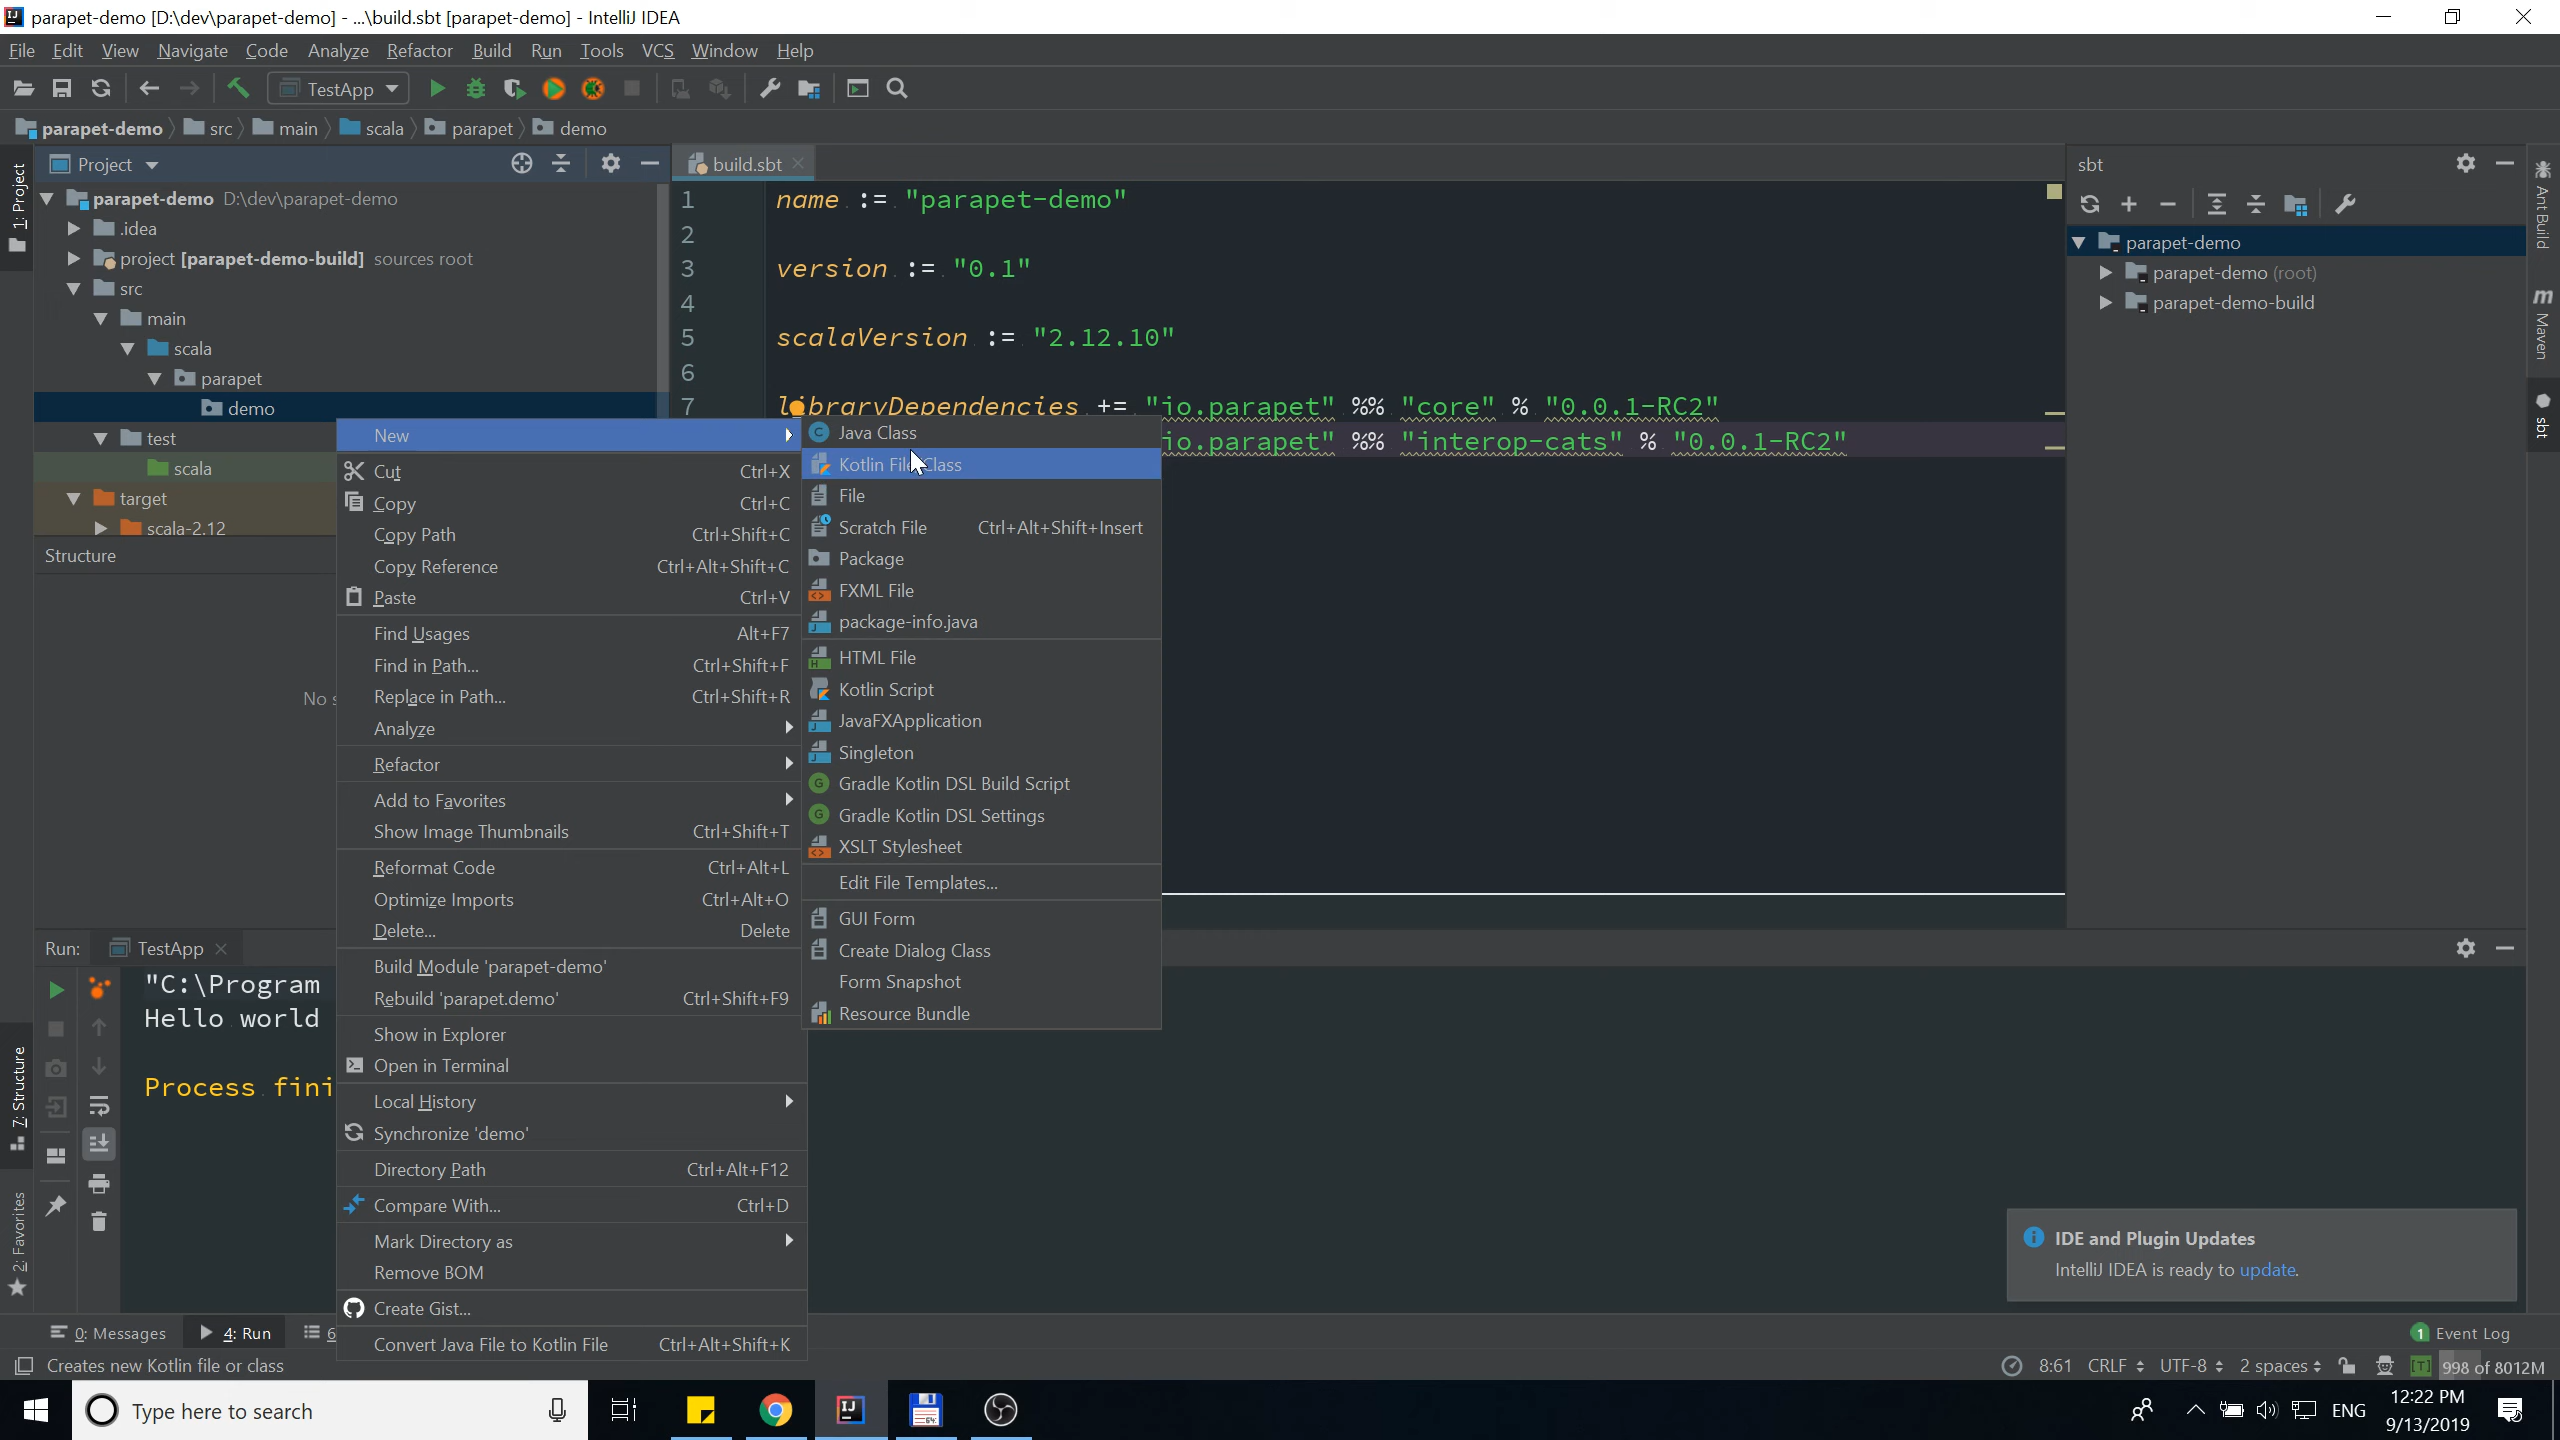 parapet-demo [D:\dev\parapet-demo] - ...\build.sbt [parapet-demo] - IntelliJ IDEA
File Edit View Navigate Code Analyze Refactor Build Run Tools VCS Window Help
TestApp
parapet-demo src main scala parapet demo
1: Project
Project
parapet-demo D:\dev\parapet-demo
.idea
project [parapet-demo-build] sources root
src
main
scala
parapet
demo
test
scala
target
scala-2.12
Structure
build.sbt
1 name := "parapet-demo"
2
3 version := "0.1"
4
5 scalaVersion := "2.12.10"
6
7 libraryDependencies += "io.parapet" %% "core" % "0.0.1-RC2"
io.parapet" %% "interop-cats" % "0.0.1-RC2"
sbt
parapet-demo
parapet-demo (root)
parapet-demo-build
Ant Build
Maven
sbt
New
Cut Ctrl+X
Copy Ctrl+C
Copy Path Ctrl+Shift+C
Copy Reference Ctrl+Alt+Shift+C
Paste Ctrl+V
Find Usages Alt+F7
Find in Path... Ctrl+Shift+F
Replace in Path... Ctrl+Shift+R
Analyze
Refactor
Add to Favorites
Show Image Thumbnails Ctrl+Shift+T
Reformat Code Ctrl+Alt+L
Optimize Imports Ctrl+Alt+O
Delete... Delete
Build Module 'parapet-demo'
Rebuild 'parapet.demo' Ctrl+Shift+F9
Show in Explorer
Open in Terminal
Local History
Synchronize 'demo'
Directory Path Ctrl+Alt+F12
Compare With... Ctrl+D
Mark Directory as
Remove BOM
Create Gist...
Convert Java File to Kotlin File Ctrl+Alt+Shift+K
Java Class
Kotlin File/Class
File
Scratch File Ctrl+Alt+Shift+Insert
Package
FXML File
package-info.java
HTML File
Kotlin Script
JavaFXApplication
Singleton
Gradle Kotlin DSL Build Script
Gradle Kotlin DSL Settings
XSLT Stylesheet
Edit File Templates...
GUI Form
Create Dialog Class
Form Snapshot
Resource Bundle
No s
Run: TestApp
"C:\Program
Hello world
Process fini
7: Structure
2: Favorites
IDE and Plugin Updates
IntelliJ IDEA is ready to update.
0: Messages 4: Run 6
1 Event Log
Creates new Kotlin file or class
8:61 CRLF UTF-8 2 spaces [T] 998 of 8012M
Type here to search
ENG
12:22 PM
9/13/2019